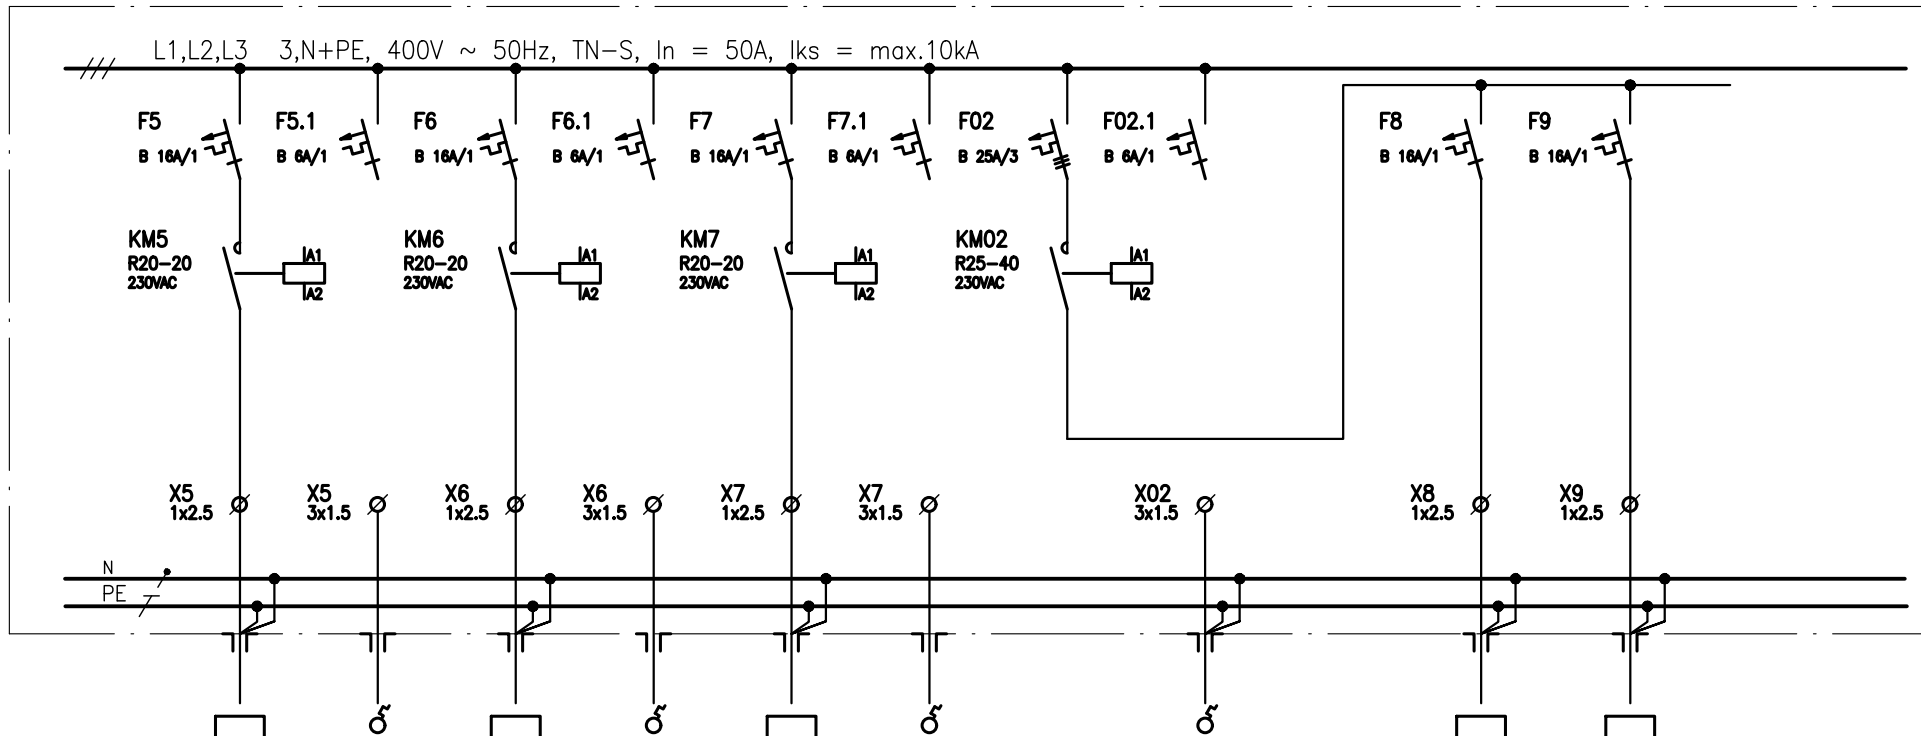 L1,L2,L3 3,N+PE, 400V ~ 50Hz, TN-S, In = 50A, Iks = max.10kA
F5
B 16A/1
F5.1
B 6A/1
F6
B 16A/1
F6.1
B 6A/1
F7
B 16A/1
F7.1
B 6A/1
F02
B 25A/3
F02.1
B 6A/1
F8
B 16A/1
F9
B 16A/1
KM5
R20-20
230VAC
A1
A2
KM6
R20-20
230VAC
A1
A2
KM7
R20-20
230VAC
A1
A2
KM02
R25-40
230VAC
A1
A2
X5
1x2.5
X5
3x1.5
X6
1x2.5
X6
3x1.5
X7
1x2.5
X7
3x1.5
X02
3x1.5
X8
1x2.5
X9
1x2.5
N
PE